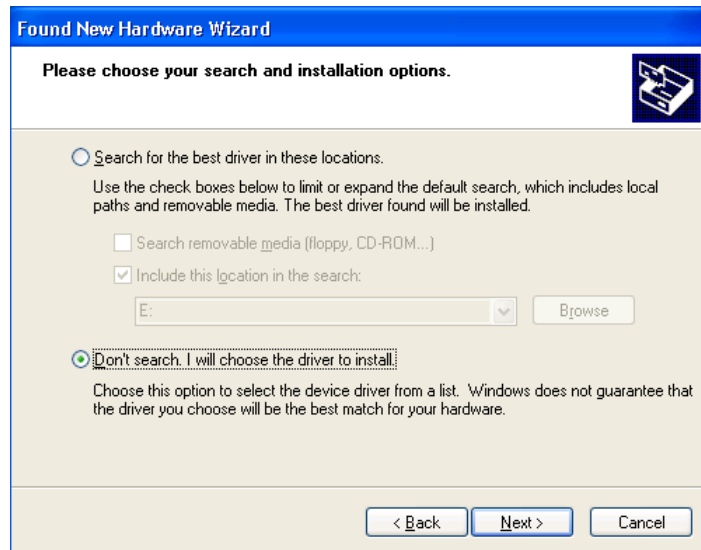 Found New Hardware Wizard
Please choose your search and installation options.
Search for the best driver in these locations.
Use the check boxes below to limit or expand the default search, which includes local
paths and removable media. The best driver found will be installed.
Search removable media (floppy, CD-ROM...)
Include this location in the search:
E:
Browse
Don't search. I will choose the driver to install.
Choose this option to select the device driver from a list. Windows does not guarantee that
the driver you choose will be the best match for your hardware.
< Back Next > Cancel